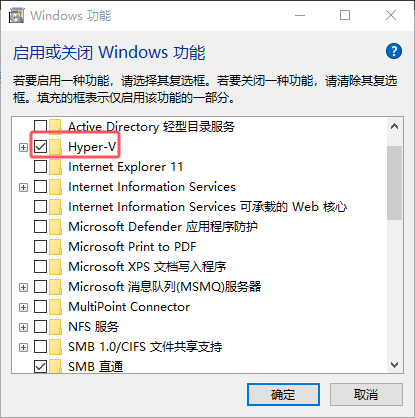 Windows 功能
启用或关闭 Windows 功能
若要启用一种功能，请选择其复选框。若要关闭一种功能，请清除其复选
框。填充的框表示仅启用该功能的一部分。
Active Directory 轻型目录服务
Hyper-V
Internet Explorer 11
Internet Information Services
Internet Information Services 可承载的 Web 核心
Microsoft Defender 应用程序防护
Microsoft Print to PDF
Microsoft XPS 文档写入程序
Microsoft 消息队列(MSMQ)服务器
MultiPoint Connector
NFS 服务
SMB 1.0/CIFS 文件共享支持
SMB 直通
确定
取消